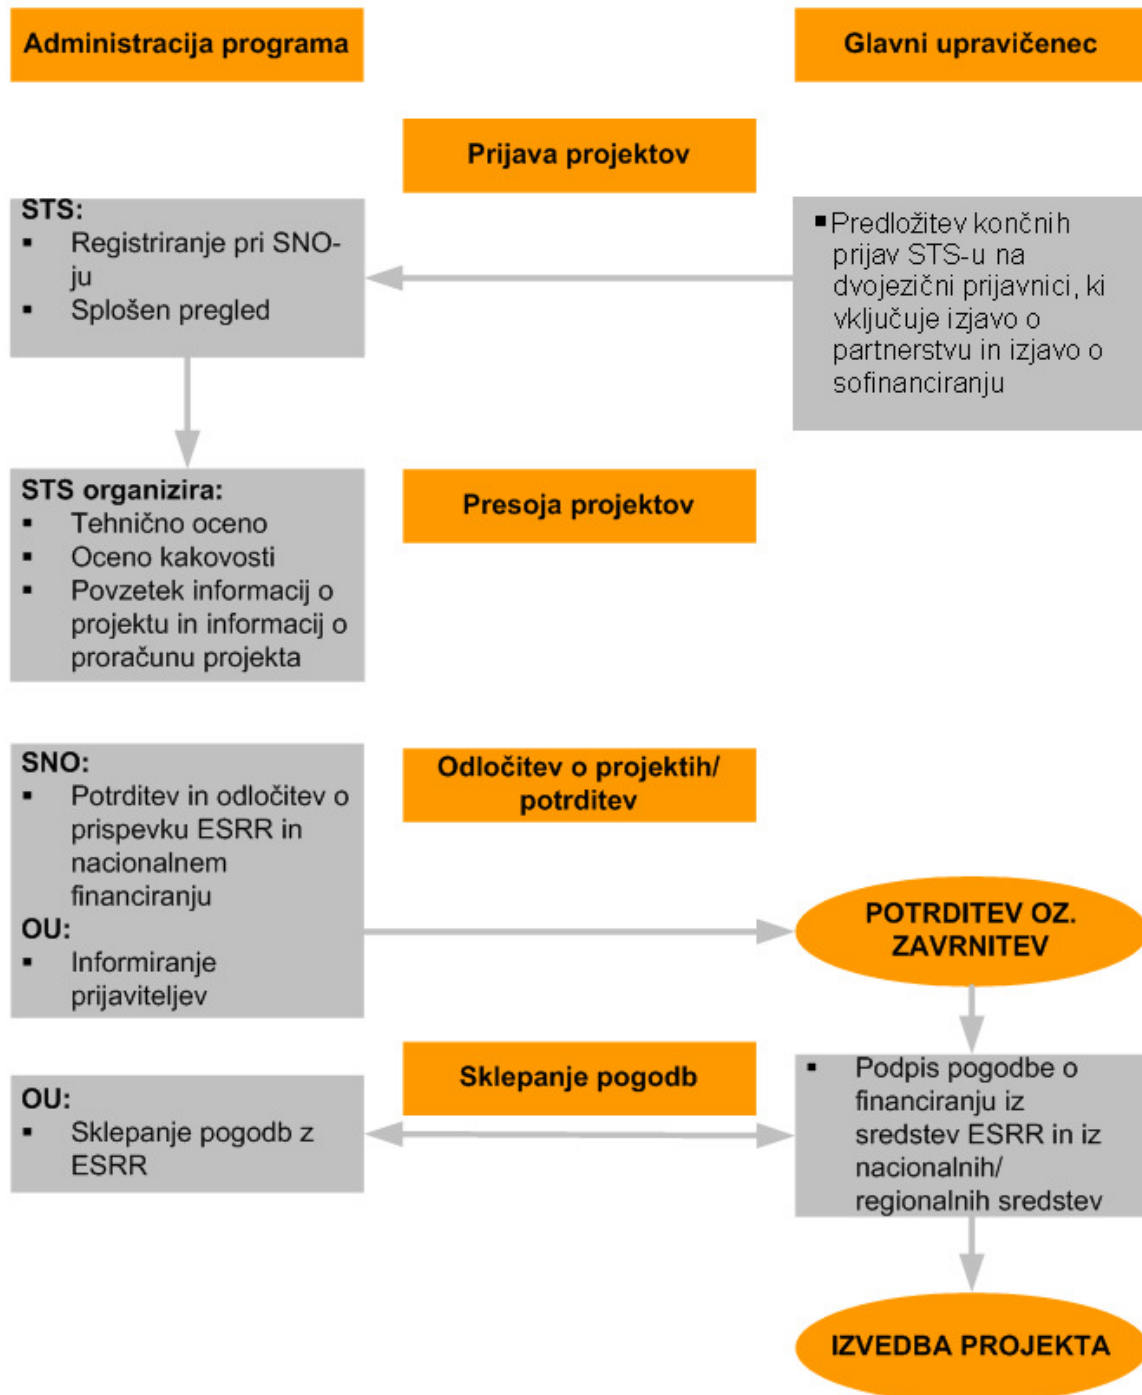 Administracija programa
Glavni upravičenec
Prijava projektov
STS:
▪ Registriranje pri SNO-
ju
▪ Splošen pregled
▪ Predložitev končnih
prijav STS-u na
dvojezični prijavnici, ki
vključuje izjavo o
partnerstvu in izjavo o
sofinanciranju
STS organizira:
▪ Tehnično oceno
▪ Oceno kakovosti
▪ Povzetek informacij o
projektu in informacij o
proračunu projekta
Presoja projektov
SNO:
▪ Potrditev in odločitev o
prispevku ESRR in
nacionalnem
financiranju
OU:
▪ Informiranje
prijaviteljev
Odločitev o projektih/
potrditev
POTRDITEV OZ.
ZAVRNITEV
Sklepanje pogodb
OU:
▪ Sklepanje pogodb z
ESRR
▪ Podpis pogodbe o
financiranju iz
sredstev ESRR in iz
nacionalnih/
regionalnih sredstev
IZVEDBA PROJEKTA